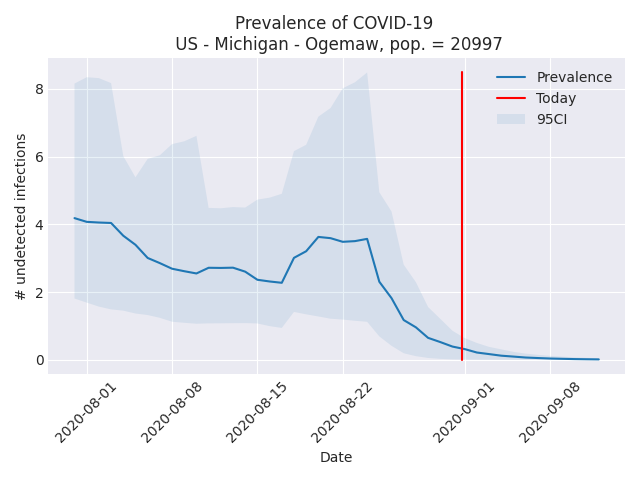 Prevalence of COVID-19
US - Michigan - Ogemaw, pop. = 20997
Prevalence
Today
95CI
# undetected infections
8
6
4
2
0
2020-08-01
2020-08-08
2020-08-15
2020-08-22
2020-09-01
2020-09-08
Date